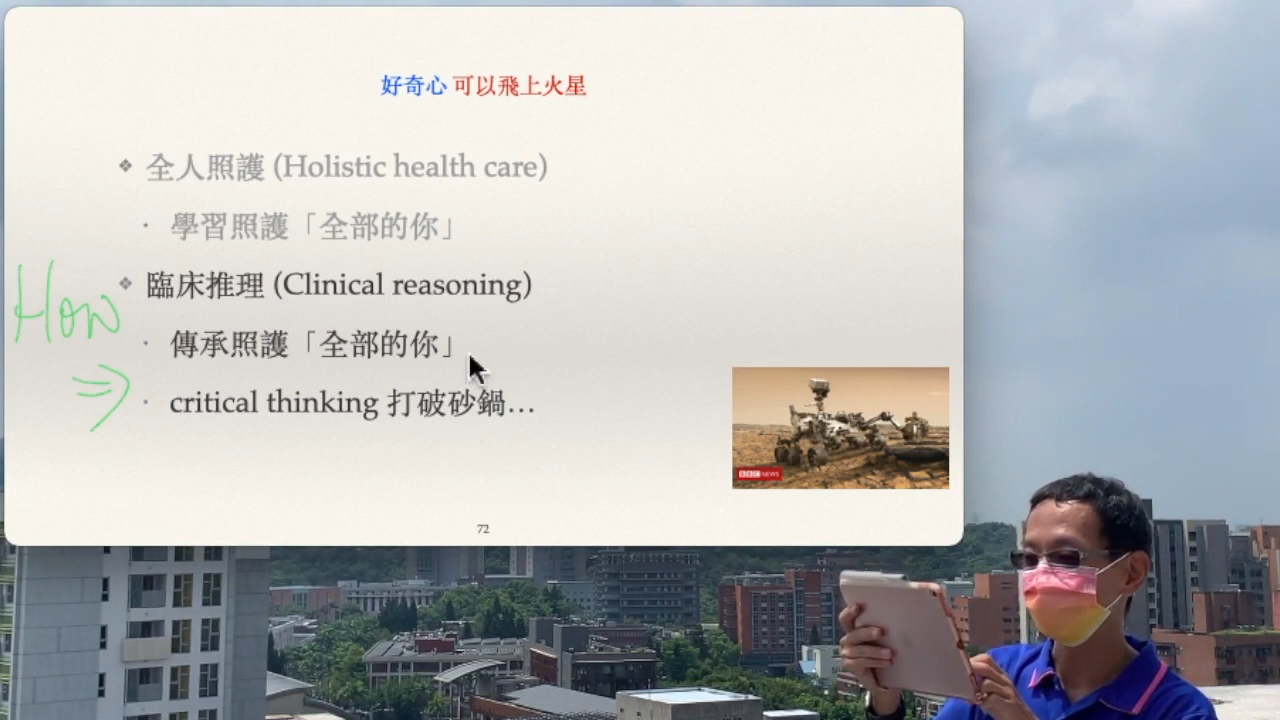 好奇心 可以飛上火星
全人照護 (Holistic health care)
學習照護「全部的你」
臨床推理 (Clinical reasoning)
How
傳承照護「全部的你」
critical thinking 打破砂鍋…
BBC NEWS
72